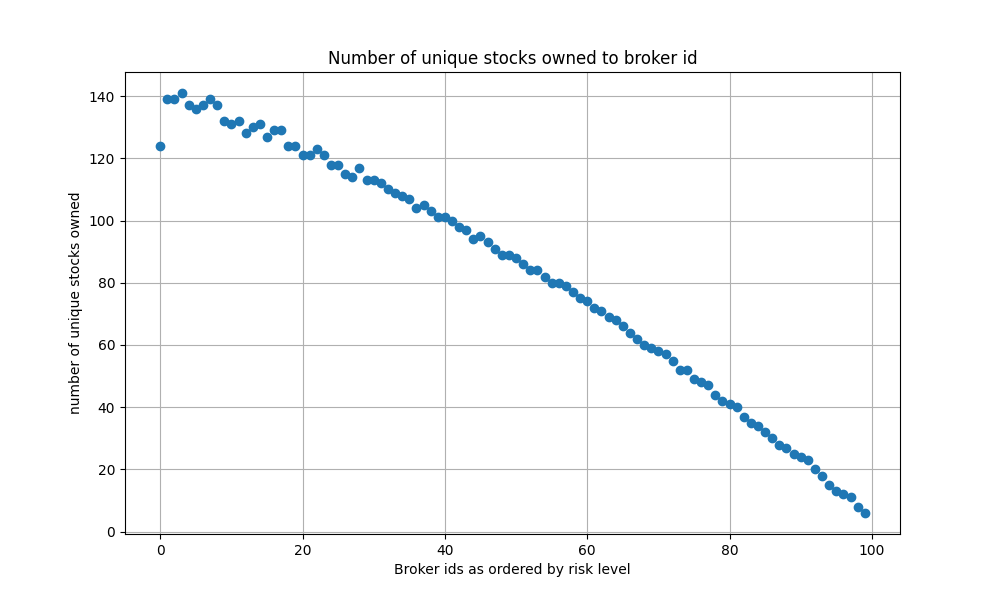 Number of unique stocks owned to broker id
140
120
100
80
60
40
20
0
number of unique stocks owned
0 20 40 60 80 100
Broker ids as ordered by risk level